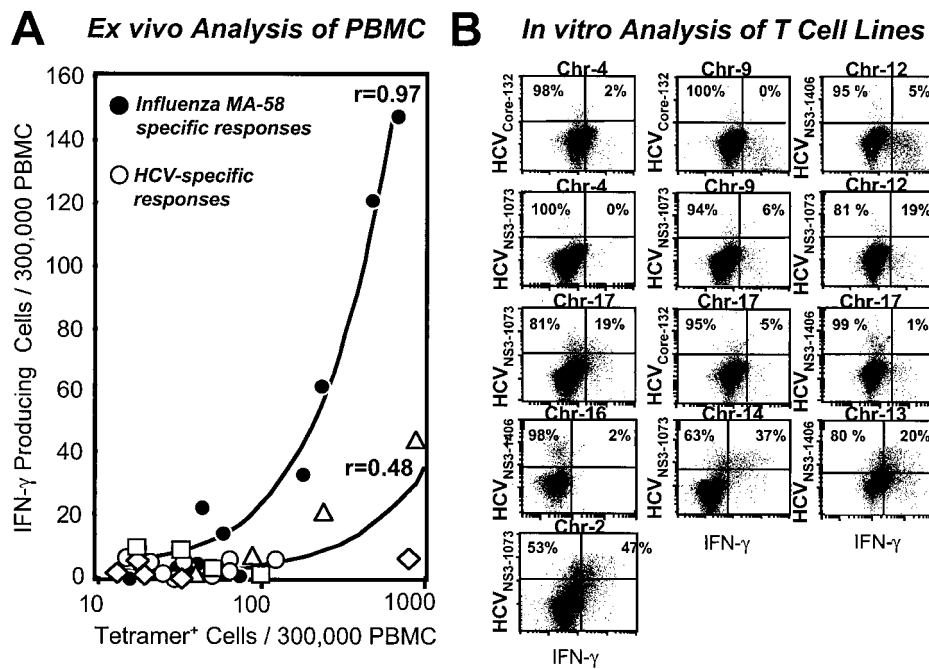 A Ex vivo Analysis of PBMC
160
140
120
100
80
60
40
20
0
IFN-γ Producing Cells / 300,000 PBMC
r=0.97
Influenza MA-58
specific responses
HCV-specific
responses
r=0.48
10 100 1000
Tetramer+ Cells / 300,000 PBMC
B In vitro Analysis of T Cell Lines
Chr-4
HCVCore-132
98% 2%
Chr-9
HCVCore-132
100% 0%
Chr-12
HCVNS3-1406
95 % 5%
Chr-4
HCVNS3-1073
100% 0%
Chr-9
HCVNS3-1073
94% 6%
Chr-12
HCVNS3-1073
81 % 19%
Chr-17
HCVNS3-1073
81% 19%
Chr-17
HCVCore-132
95% 5%
Chr-17
HCVNS3-1406
99 % 1%
Chr-16
HCVNS3-1406
98% 2%
Chr-14
HCVNS3-1073
63% 37%
IFN-γ
Chr-13
HCVNS3-1406
80 % 20%
IFN-γ
Chr-2
HCVNS3-1073
53% 47%
IFN-γ